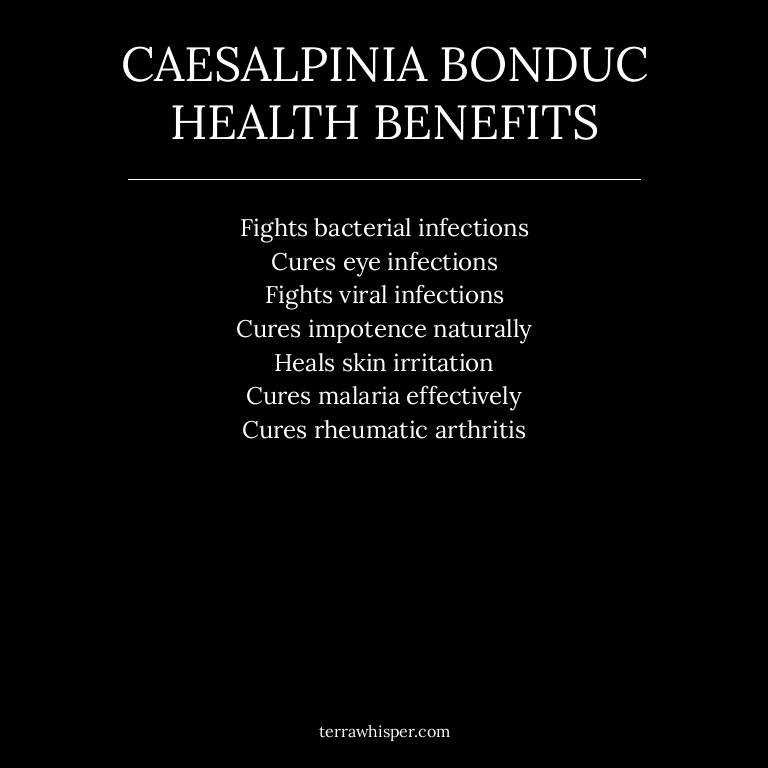 CAESALPINIA BONDUC
HEALTH BENEFITS
Fights bacterial infections
Cures eye infections
Fights viral infections
Cures impotence naturally
Heals skin irritation
Cures malaria effectively
Cures rheumatic arthritis
terrawhisper.com